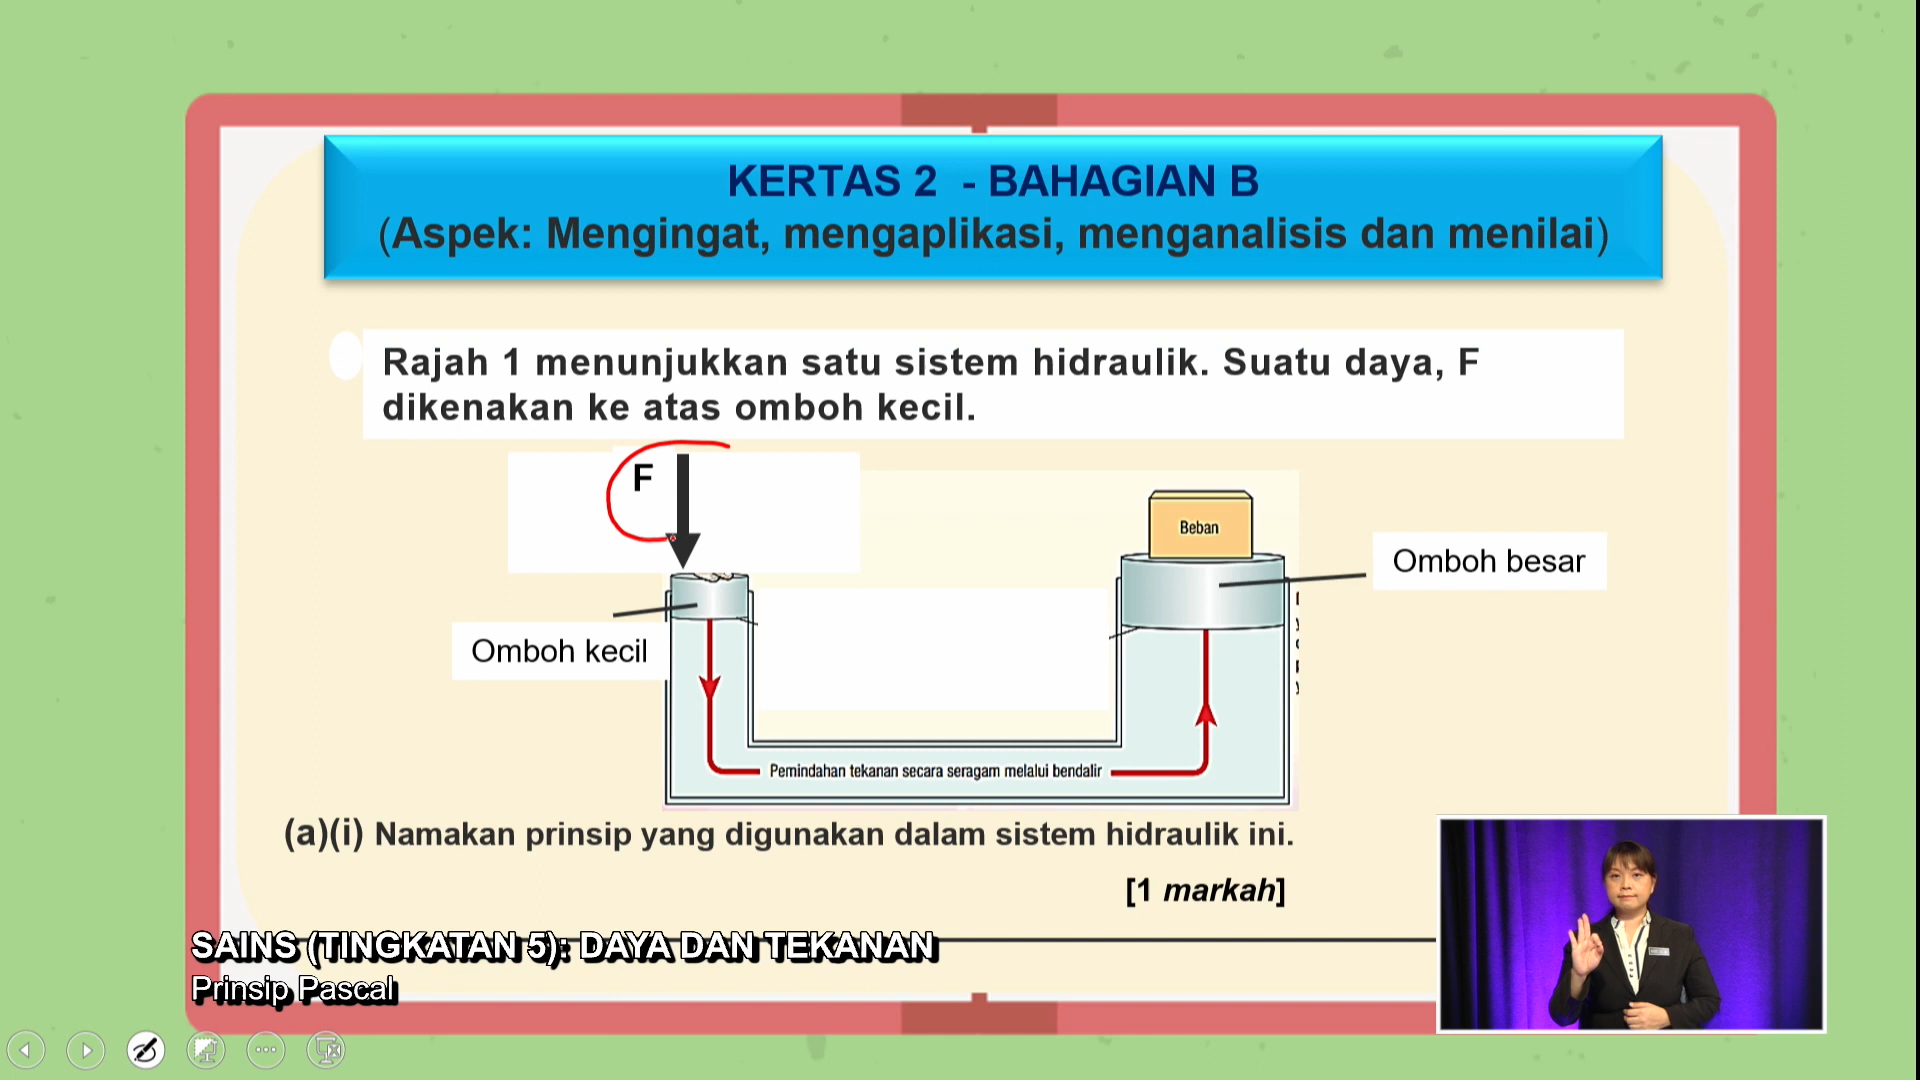 KERTAS 2 - BAHAGIAN B
(Aspek: Mengingat, mengaplikasi, menganalisis dan menilai)
Rajah 1 menunjukkan satu sistem hidraulik. Suatu daya, F
dikenakan ke atas omboh kecil.
F
Beban
Omboh besar
Omboh kecil
Pemindahan tekanan secara seragam melalui bendalir
(a)(i) Namakan prinsip yang digunakan dalam sistem hidraulik ini.
[1 markah]
SAINS (TINGKATAN 5): DAYA DAN TEKANAN
Prinsip Pascal